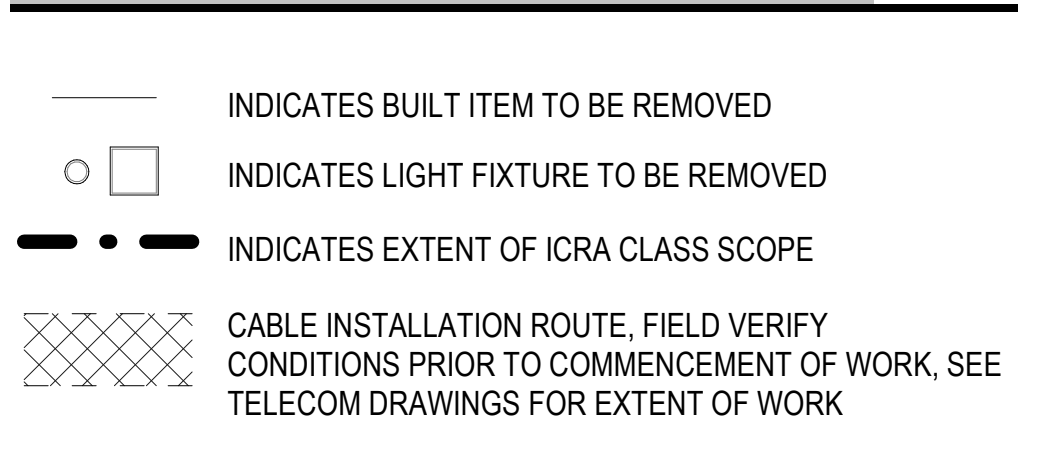 INDICATES BUILT ITEM TO BE REMOVED
INDICATES LIGHT FIXTURE TO BE REMOVED
INDICATES EXTENT OF ICRA CLASS SCOPE
CABLE INSTALLATION ROUTE, FIELD VERIFY
CONDITIONS PRIOR TO COMMENCEMENT OF WORK, SEE
TELECOM DRAWINGS FOR EXTENT OF WORK